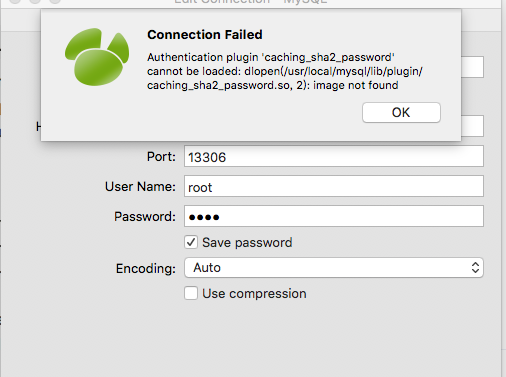 Edit Connection - MySQL
Connection Failed
Authentication plugin 'caching_sha2_password'
cannot be loaded: dlopen(/usr/local/mysql/lib/plugin/
caching_sha2_password.so, 2): image not found
OK
Port: 13306
User Name: root
Password: ●●●●
Save password
Encoding: Auto
Use compression